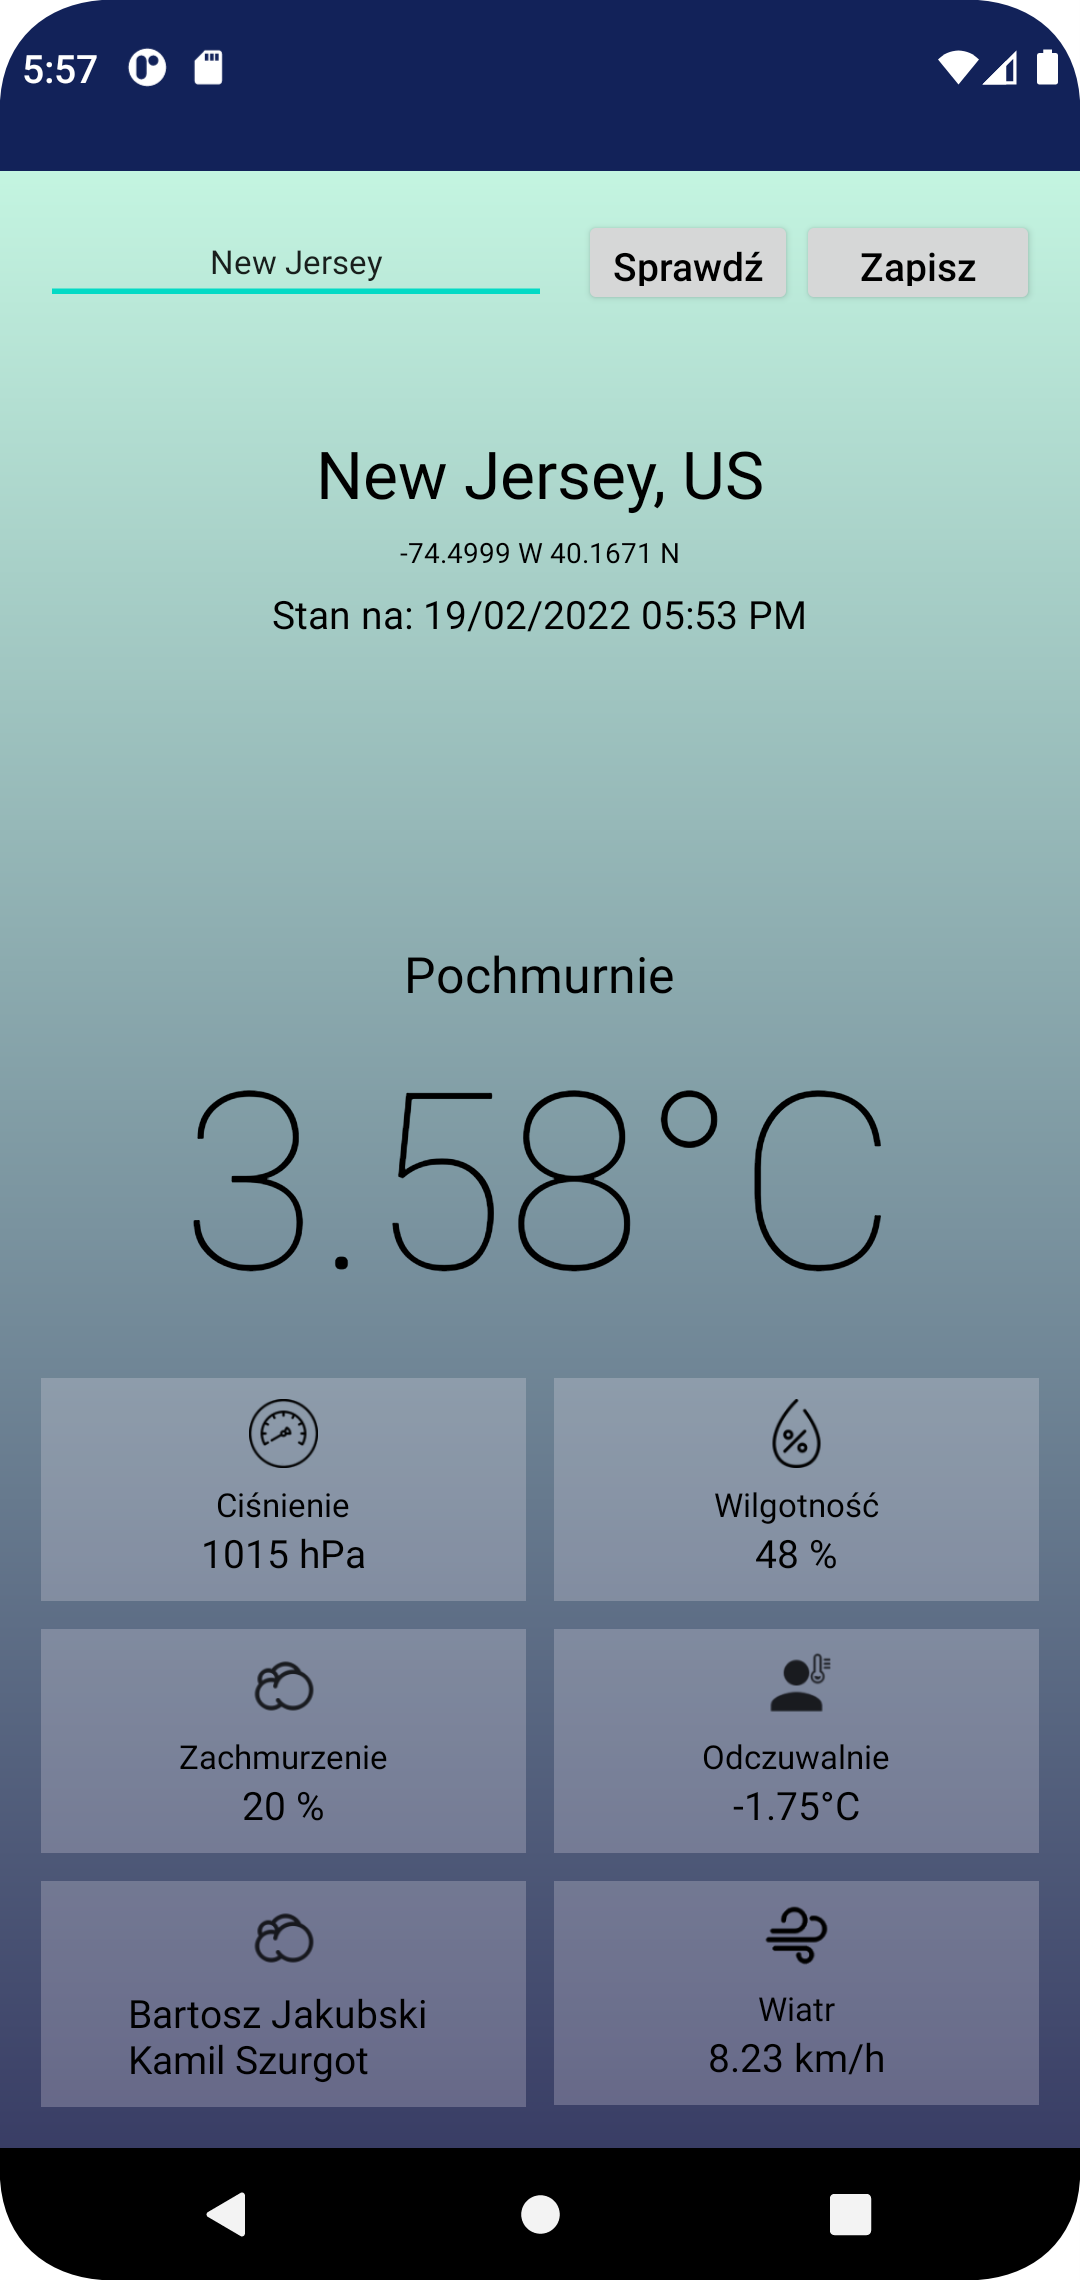 5:57
New Jersey
Sprawdź
Zapisz
New Jersey, US
-74.4999 W 40.1671 N
Stan na: 19/02/2022 05:53 PM
Pochmurnie
3.58°C
Ciśnienie
1015 hPa
Wilgotność
48 %
Zachmurzenie
20 %
Odczuwalnie
-1.75°C
Bartosz Jakubski
Kamil Szurgot
Wiatr
8.23 km/h